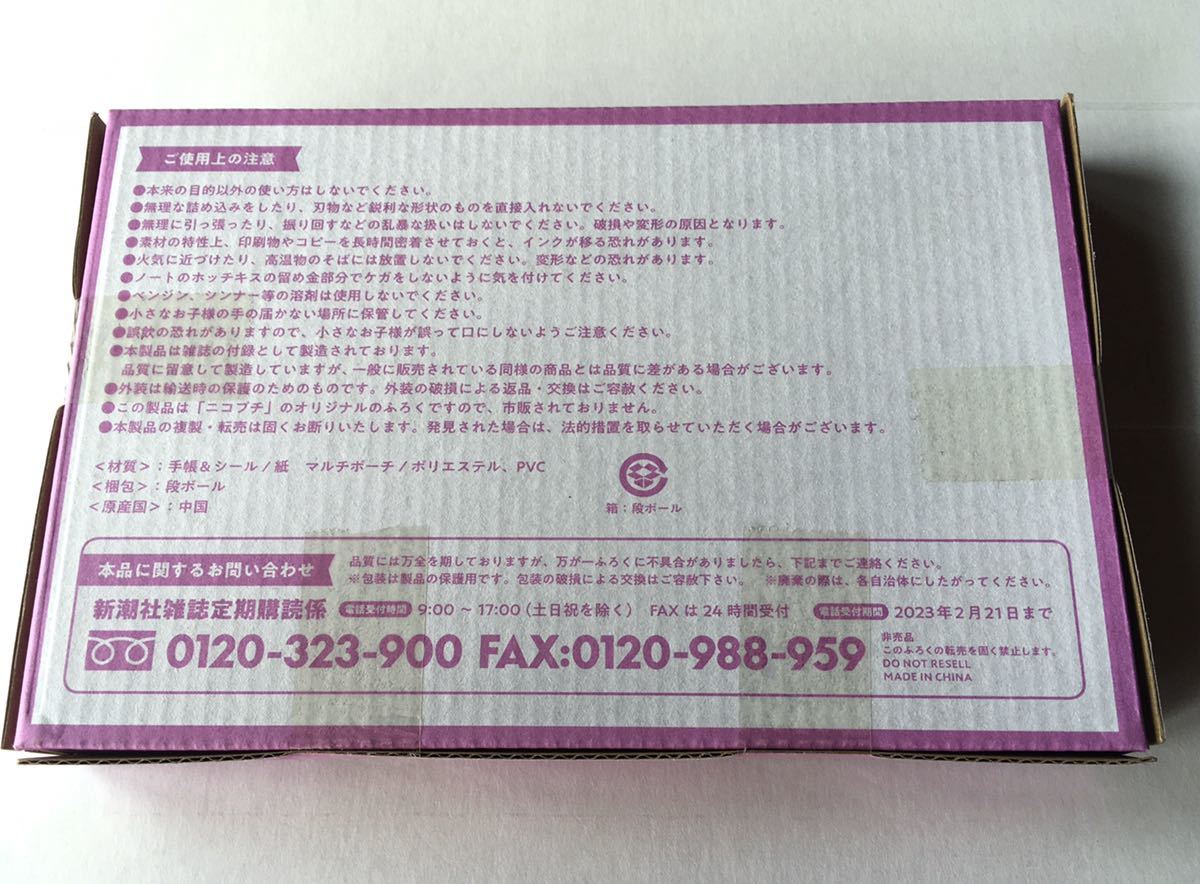 ご使用上の注意
●本来の目的以外の使い方はしないでください。
●無理な詰め込みをしたり、刃物など鋭利な形状のものを直接入れないでください。
●無理に引っ張ったり、振り回すなどの乱暴な扱いはしないでください。破損や変形の原因となります。
●素材の特性上、印刷物やコピーを長時間密着させておくと、インクが移る恐れがあります。
●火気に近づけたり、高温物のそばには放置しないでください。変形などの恐れがあります。
●ノートのホッチキスの留め金部分でケガをしないように気を付けてください。
●ベンジン、シンナー等の溶剤は使用しないでください。
●小さなお子様の手の届かない場所に保管してください。
●誤飲の恐れがありますので、小さなお子様が誤って口にしないようご注意ください。
●本製品は雑誌の付録として製造されております。
品質に留意して製造していますが、一般に販売されている同様の商品とは品質に差がある場合がございます。
●外装は輸送時の保護のためのものです。外装の破損による返品・交換はご容赦ください。
●この製品は「ニコプチ」のオリジナルのふろくですので、市販されておりません。
●本製品の複製・転売は固くお断りいたします。発見された場合は、法的措置を取らせていただく場合がございます。
<材質>:手帳&シール/紙 マルチポーチ/ポリエステル、PVC
<梱包>:段ボール
<原産国>:中国
箱:段ボール
本品に関するお問い合わせ
品質には万全を期しておりますが、万が一ふろくに不具合がありましたら、下記までご連絡ください。
※包装は製品の保護用です。包装の破損による交換はご容赦下さい。 ※廃棄の際は、各自治体にしたがってください。
新潮社雑誌定期購読係 電話受付時間 9:00 ~ 17:00(土日祝を除く) FAX は 24 時間受付 電話受付期間 2023年2月21日まで
0120-323-900 FAX:0120-988-959
非売品
このふろくの転売を固く禁止します。
DO NOT RESELL
MADE IN CHINA